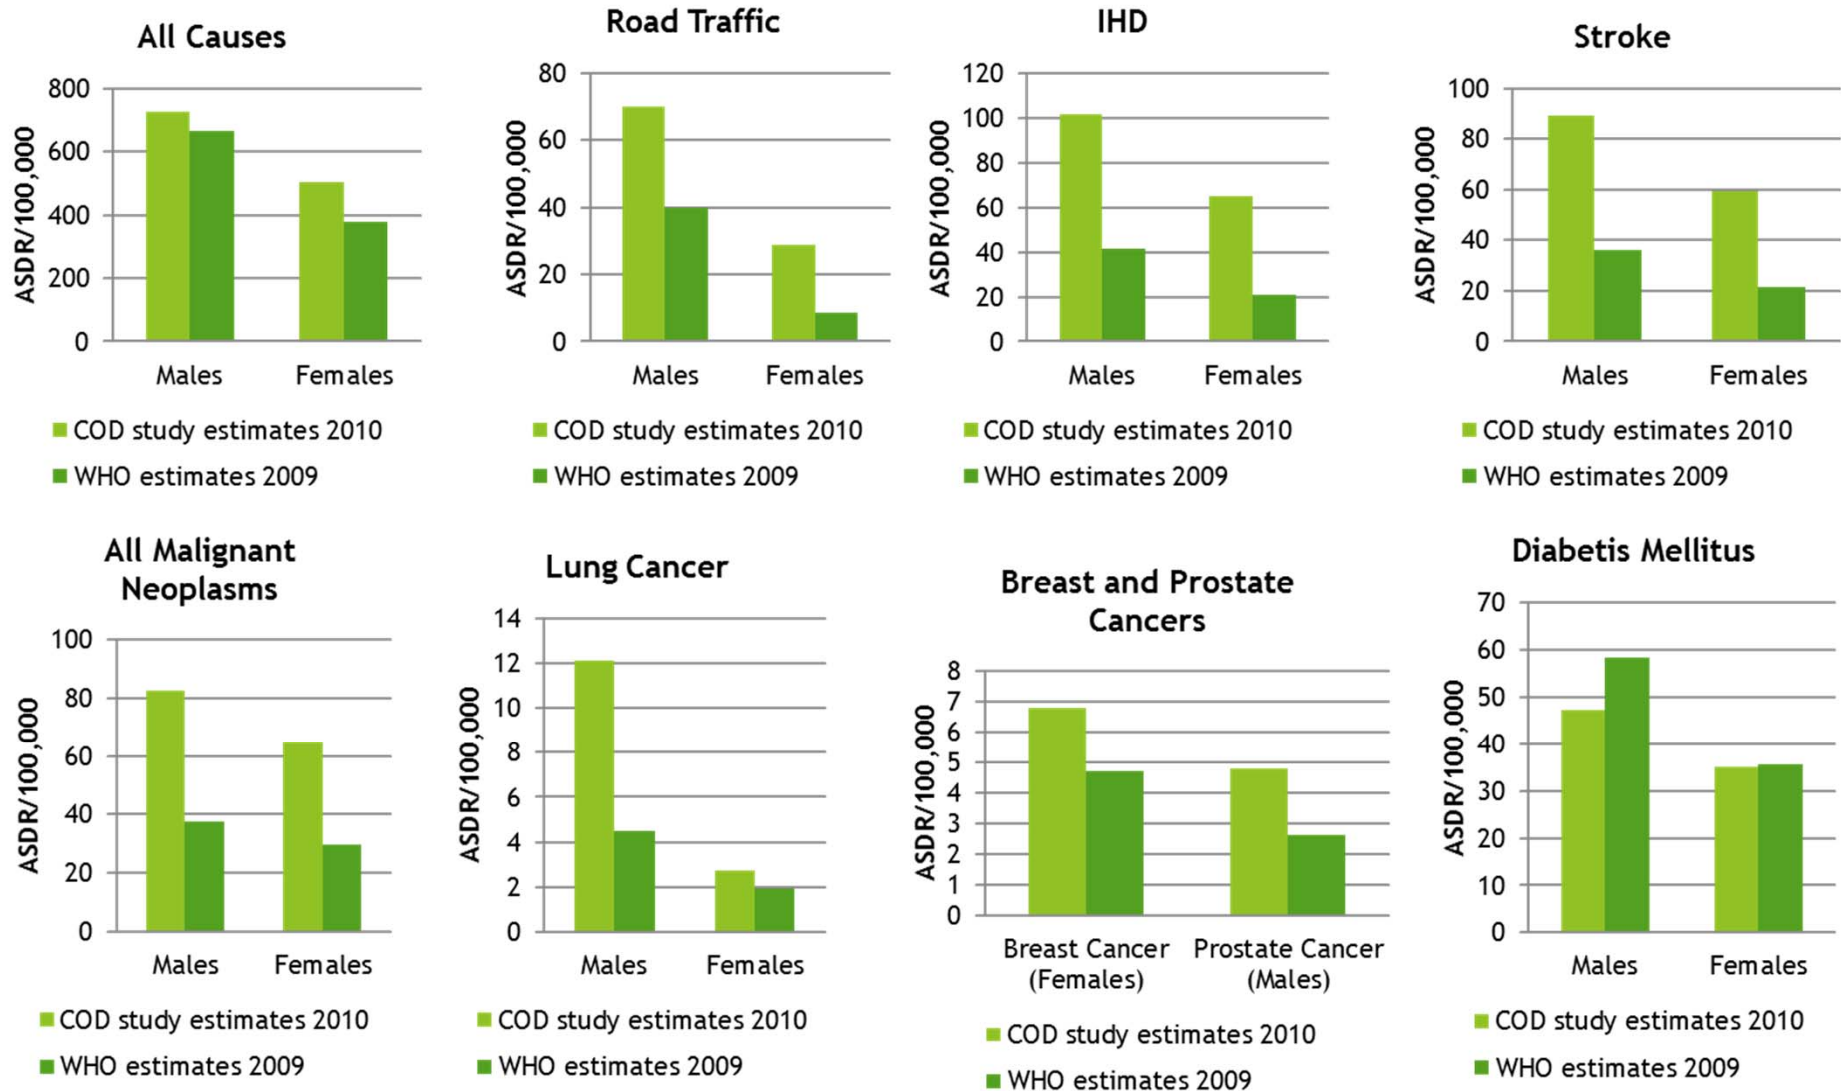 All Causes
ASDR/100,000
800
600
400
200
0
Males Females
COD study estimates 2010
WHO estimates 2009
Road Traffic
ASDR/100,000
80
60
40
20
0
Males Females
COD study estimates 2010
WHO estimates 2009
IHD
ASDR/100,000
120
100
80
60
40
20
0
Males Females
COD study estimates 2010
WHO estimates 2009
Stroke
ASDR/100,000
100
80
60
40
20
0
Males Females
COD study estimates 2010
WHO estimates 2009
All Malignant
Neoplasms
ASDR/100,000
100
80
60
40
20
0
Males Females
COD study estimates 2010
WHO estimates 2009
Lung Cancer
ASDR/100,000
14
12
10
8
6
4
2
0
Males Females
COD study estimates 2010
WHO estimates 2009
Breast and Prostate
Cancers
ASDR/100,000
8
7
6
5
4
3
2
1
0
Breast Cancer Prostate Cancer
(Females) (Males)
COD study estimates 2010
WHO estimates 2009
Diabetis Mellitus
ASDR/100,000
70
60
50
40
30
20
10
0
Males Females
COD study estimates 2010
WHO estimates 2009